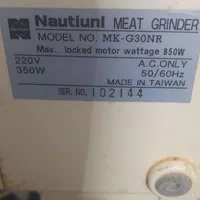 Nautiunl MEAT GRINDER
MODEL NO. MK-G30NR
Max. locked motor wattage 850W
220V A.C.ONLY
350W 50/60Hz
MADE IN TAIWAN
SER. NO. 102144